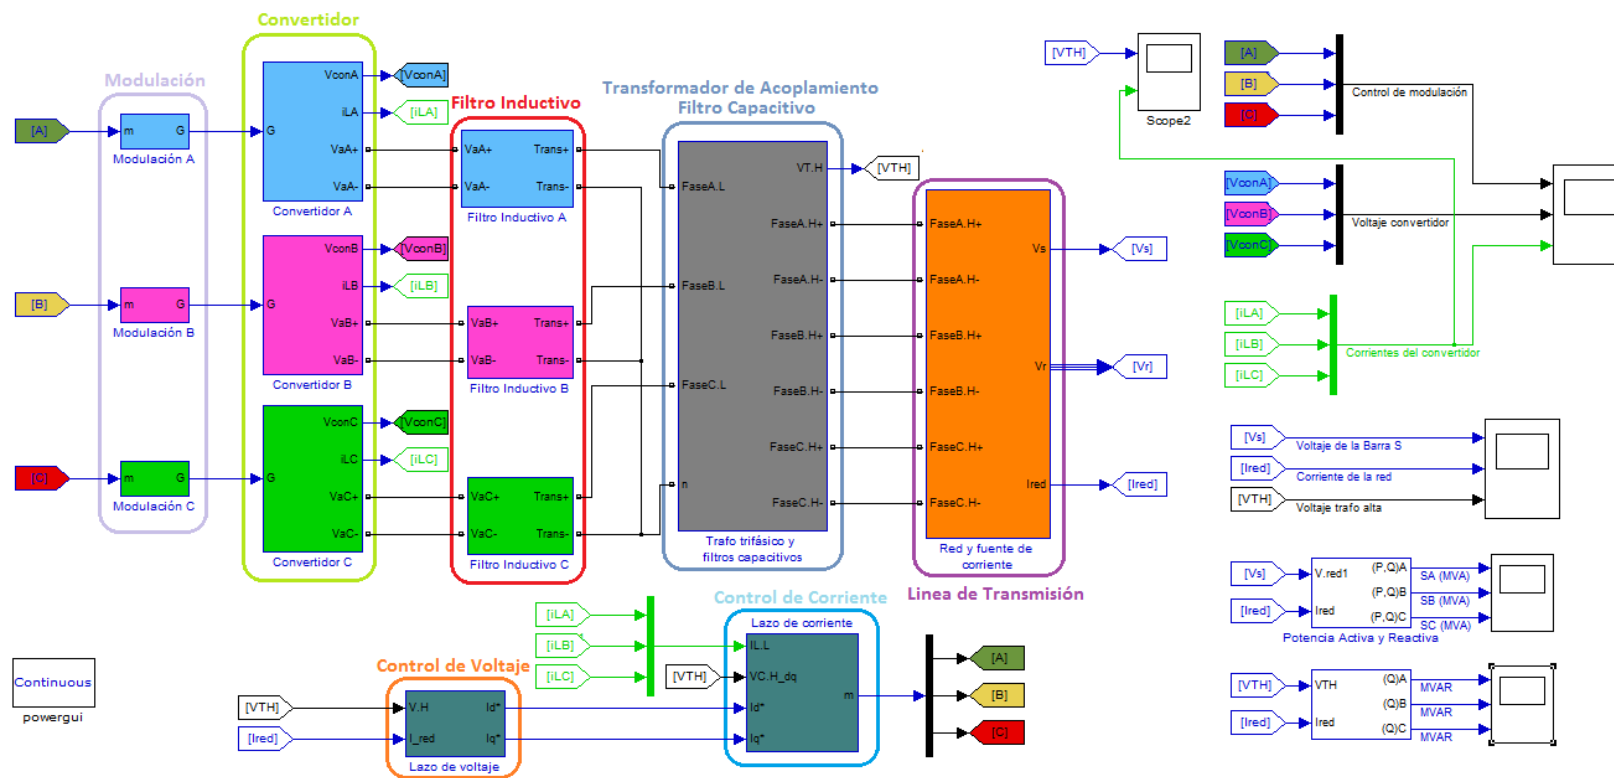 Convertidor
Modulación
Filtro Inductivo
Transformador de Acoplamiento
Filtro Capacitivo
[A]
m
G
Modulación A
G
VconA
iLA
VaA+
VaA-
Convertidor A
[VconA]
[iLA]
VaA+
VaA-
Trans+
Trans-
Filtro Inductivo A
[B]
m
G
Modulación B
G
VconB
iLB
VaB+
VaB-
Convertidor B
[VconB]
[iLB]
VaB+
VaB-
Trans+
Trans-
Filtro Inductivo B
[C]
m
G
Modulación C
G
VconC
iLC
VaC+
VaC-
Convertidor C
[VconC]
[iLC]
VaC+
VaC-
Trans+
Trans-
Filtro Inductivo C
FaseA.L
FaseB.L
FaseC.L
n
VT.H
FaseA.H+
FaseA.H-
FaseB.H+
FaseB.H-
FaseC.H+
FaseC.H-
Trafo trifásico y
filtros capacitivos
[VTH]
FaseA.H+
FaseA.H-
FaseB.H+
FaseB.H-
FaseC.H+
FaseC.H-
Vs
Vr
Ired
Red y fuente de
corriente
[Vs]
[Vr]
[Ired]
Linea de Transmisión
[VTH]
Scope2
[A]
[B]
[C]
Control de modulación
[VconA]
[VconB]
[VconC]
Voltaje convertidor
[iLA]
[iLB]
[iLC]
Corrientes del convertidor
[Vs]
Voltaje de la Barra S
[Ired]
Corriente de la red
[VTH]
Voltaje trafo alta
[Vs]
[Ired]
V.red1
Ired
(P,Q)A
(P,Q)B
(P,Q)C
SA (MVA)
SB (MVA)
SC (MVA)
Potencia Activa y Reactiva
[VTH]
[Ired]
VTH
Ired
(Q)A
(Q)B
(Q)C
MVAR
MVAR
MVAR
Continuous
powergui
Control de Voltaje
[VTH]
[Ired]
V.H
I_red
Id*
Iq*
Lazo de voltaje
[iLA]
[iLB]
[iLC]
[VTH]
Control de Corriente
Lazo de corriente
IL.L
VC.H_dq
Id*
Iq*
m
[A]
[B]
[C]